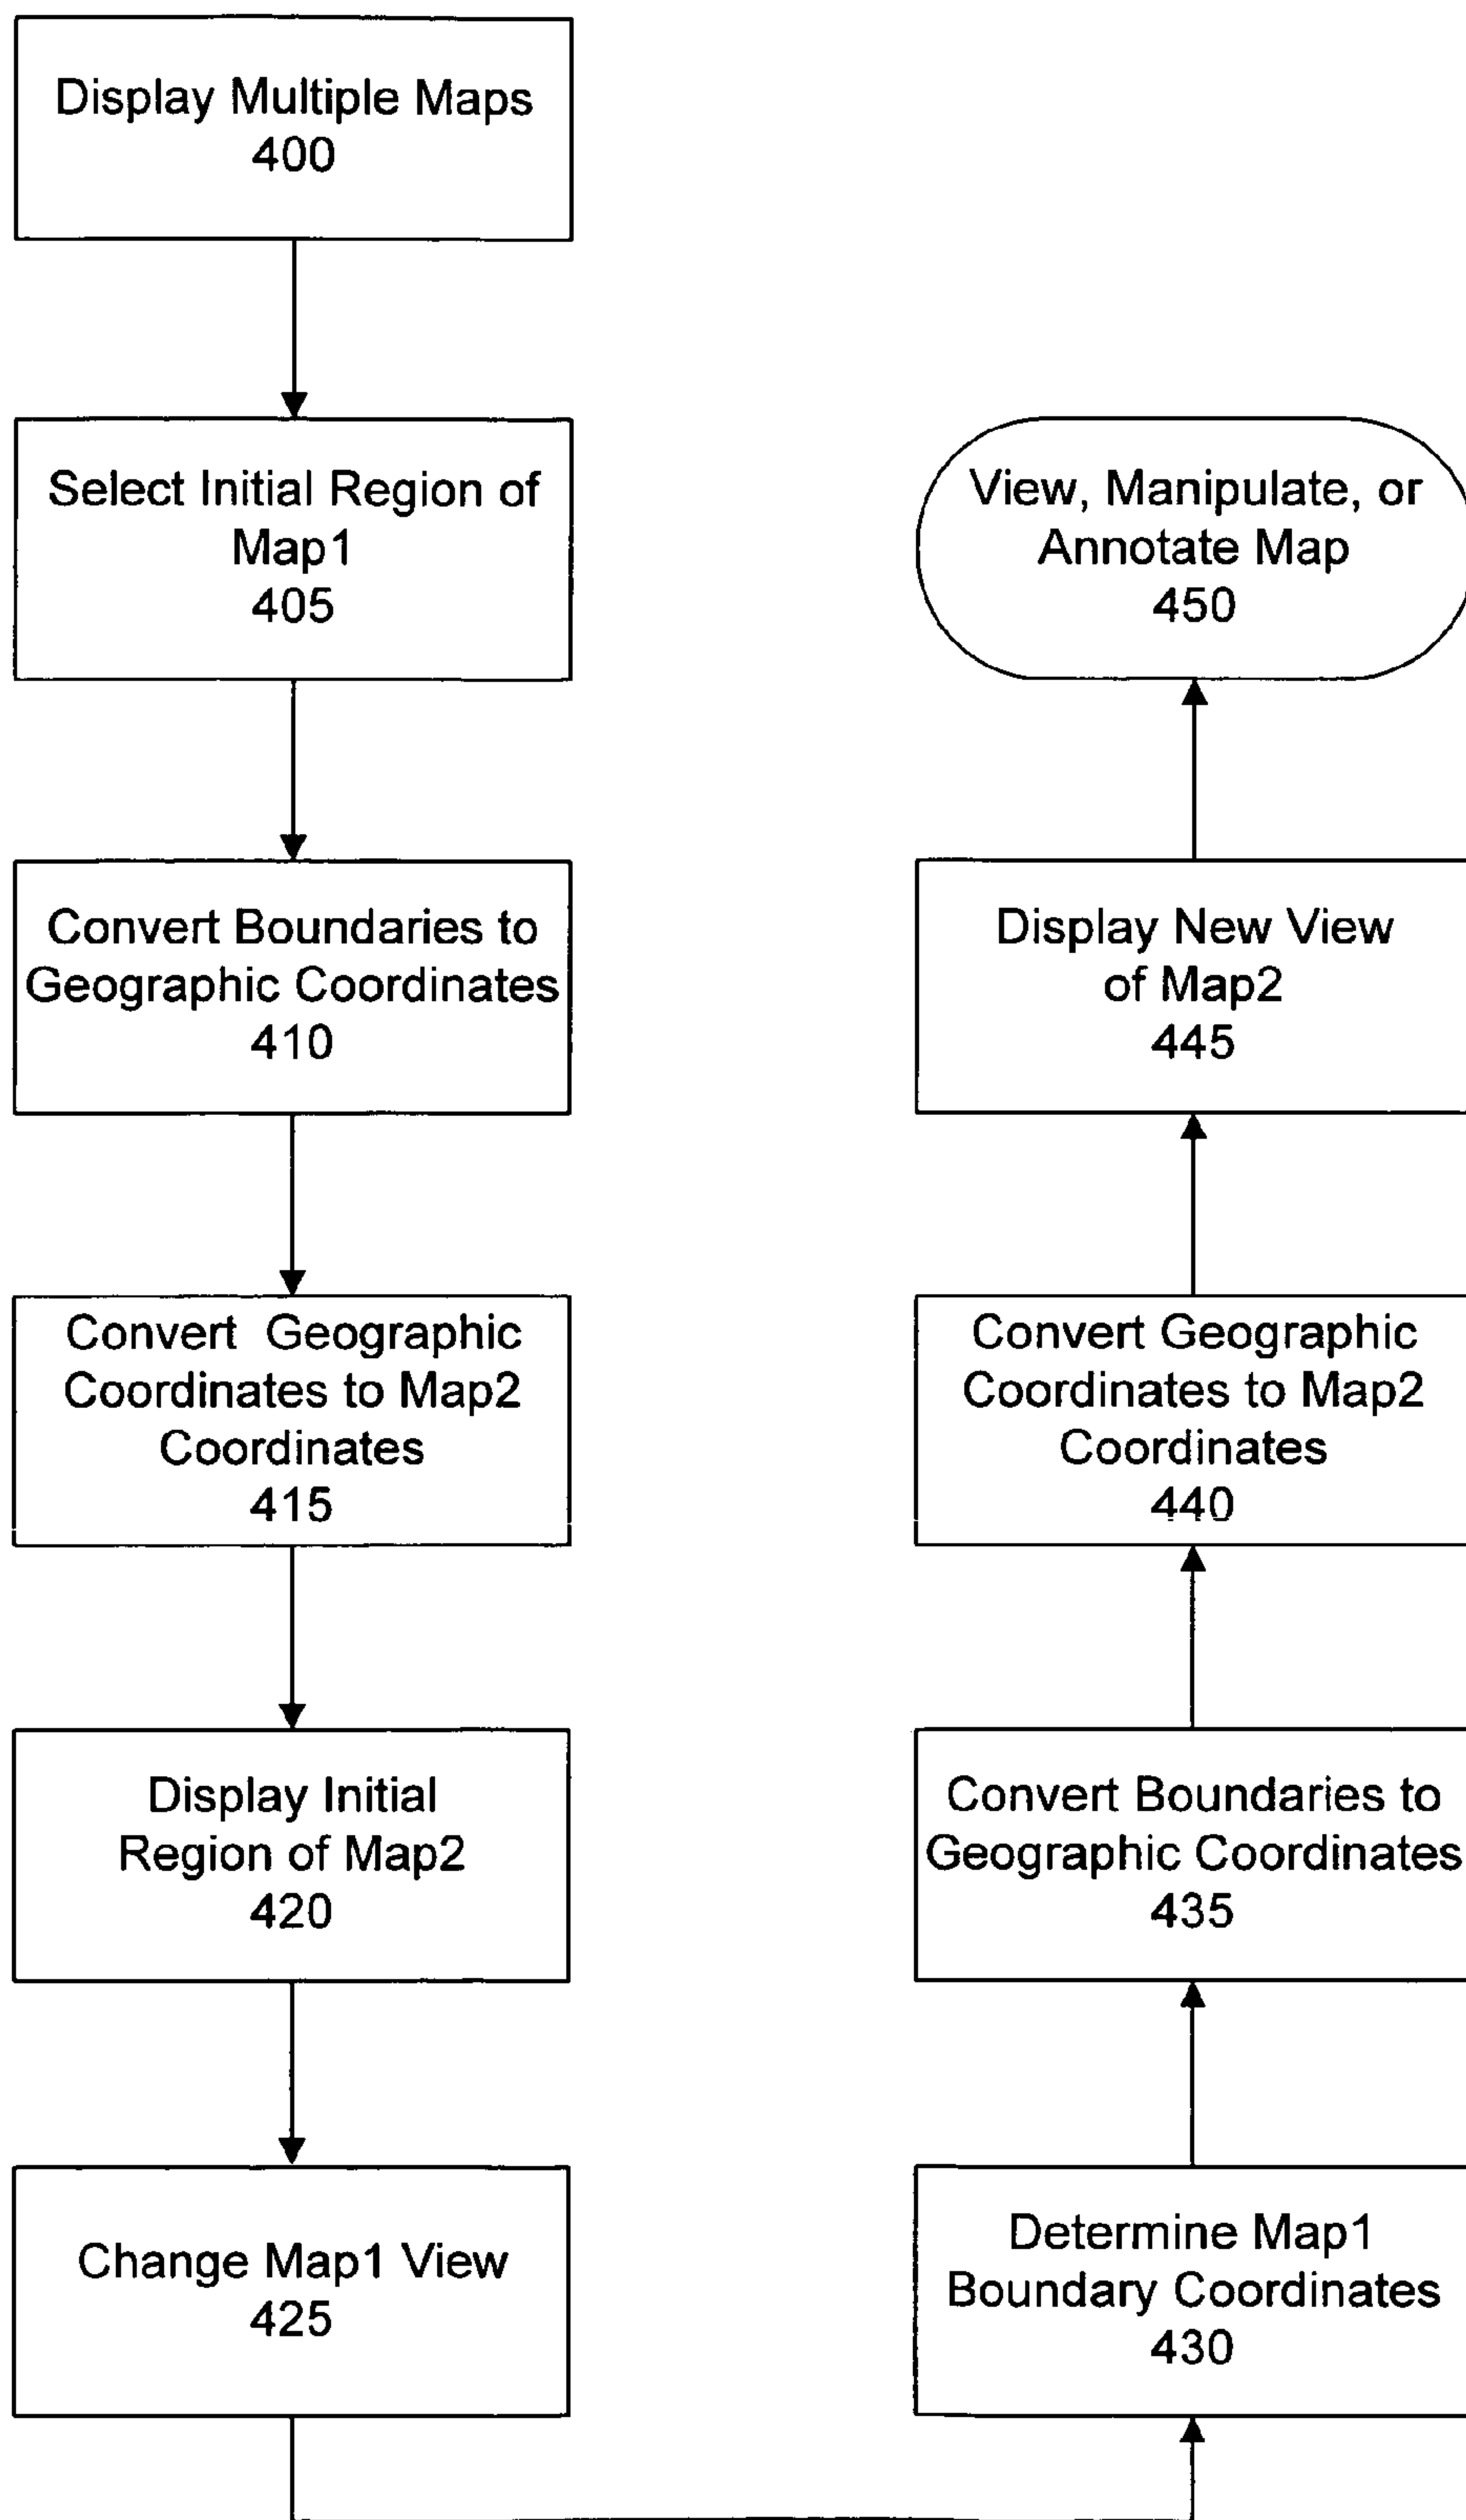 Display Multiple Maps
400
Select Initial Region of
Map1
405
Convert Boundaries to
Geographic Coordinates
410
Convert Geographic
Coordinates to Map2
Coordinates
415
Display Initial
Region of Map2
420
Change Map1 View
425
Determine Map1
Boundary Coordinates
430
Convert Boundaries to
Geographic Coordinates
435
Convert Geographic
Coordinates to Map2
Coordinates
440
Display New View
of Map2
445
View, Manipulate, or
Annotate Map
450